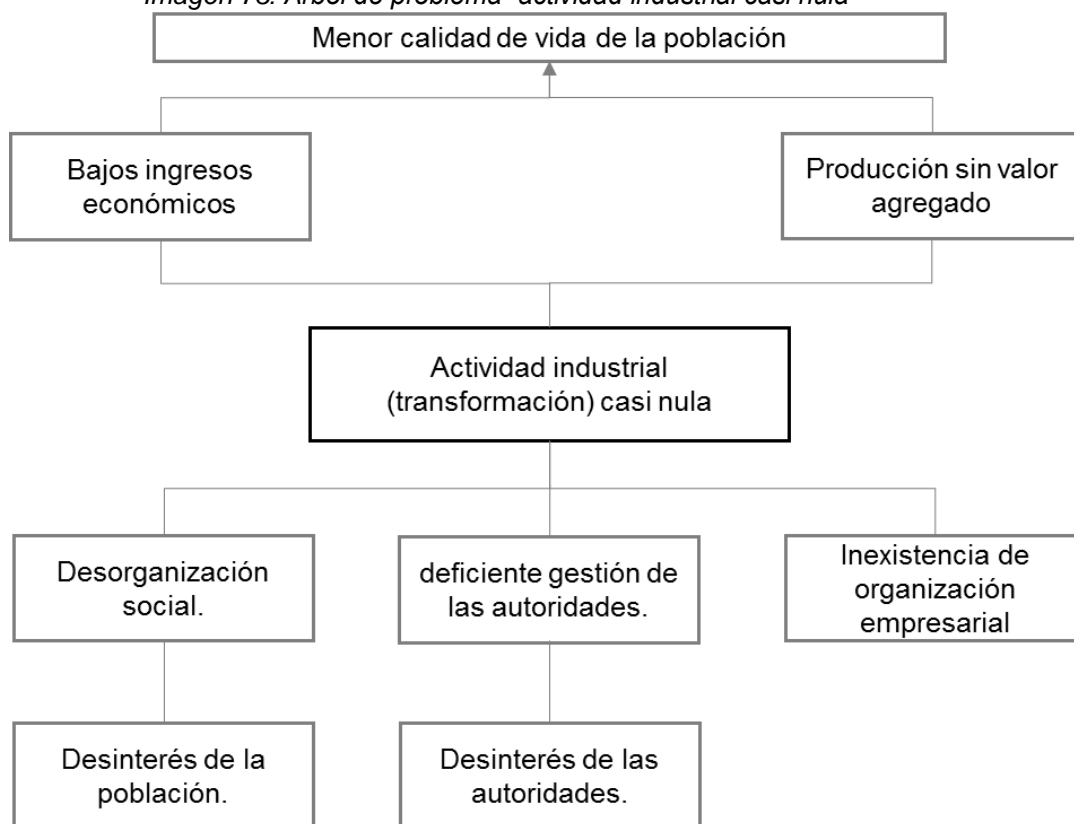 Menor calidad de vida de la población
Bajos ingresos
económicos
Producción sin valor
agregado
Actividad industrial
(transformación) casi nula
Desorganización
social.
deficiente gestión de
las autoridades.
Inexistencia de
organización
empresarial
Desinterés de la
población.
Desinterés de las
autoridades.